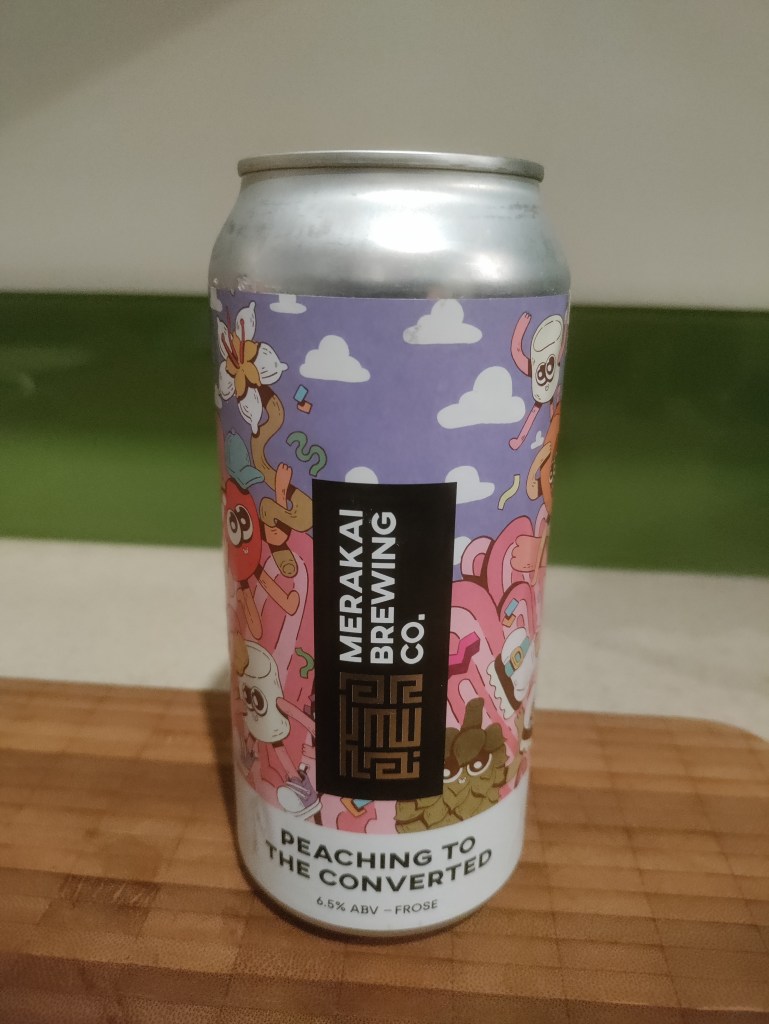 MERAKAI
BREWING
CO.
PEACHING TO
THE CONVERTED
6.5% ABV – FROSE